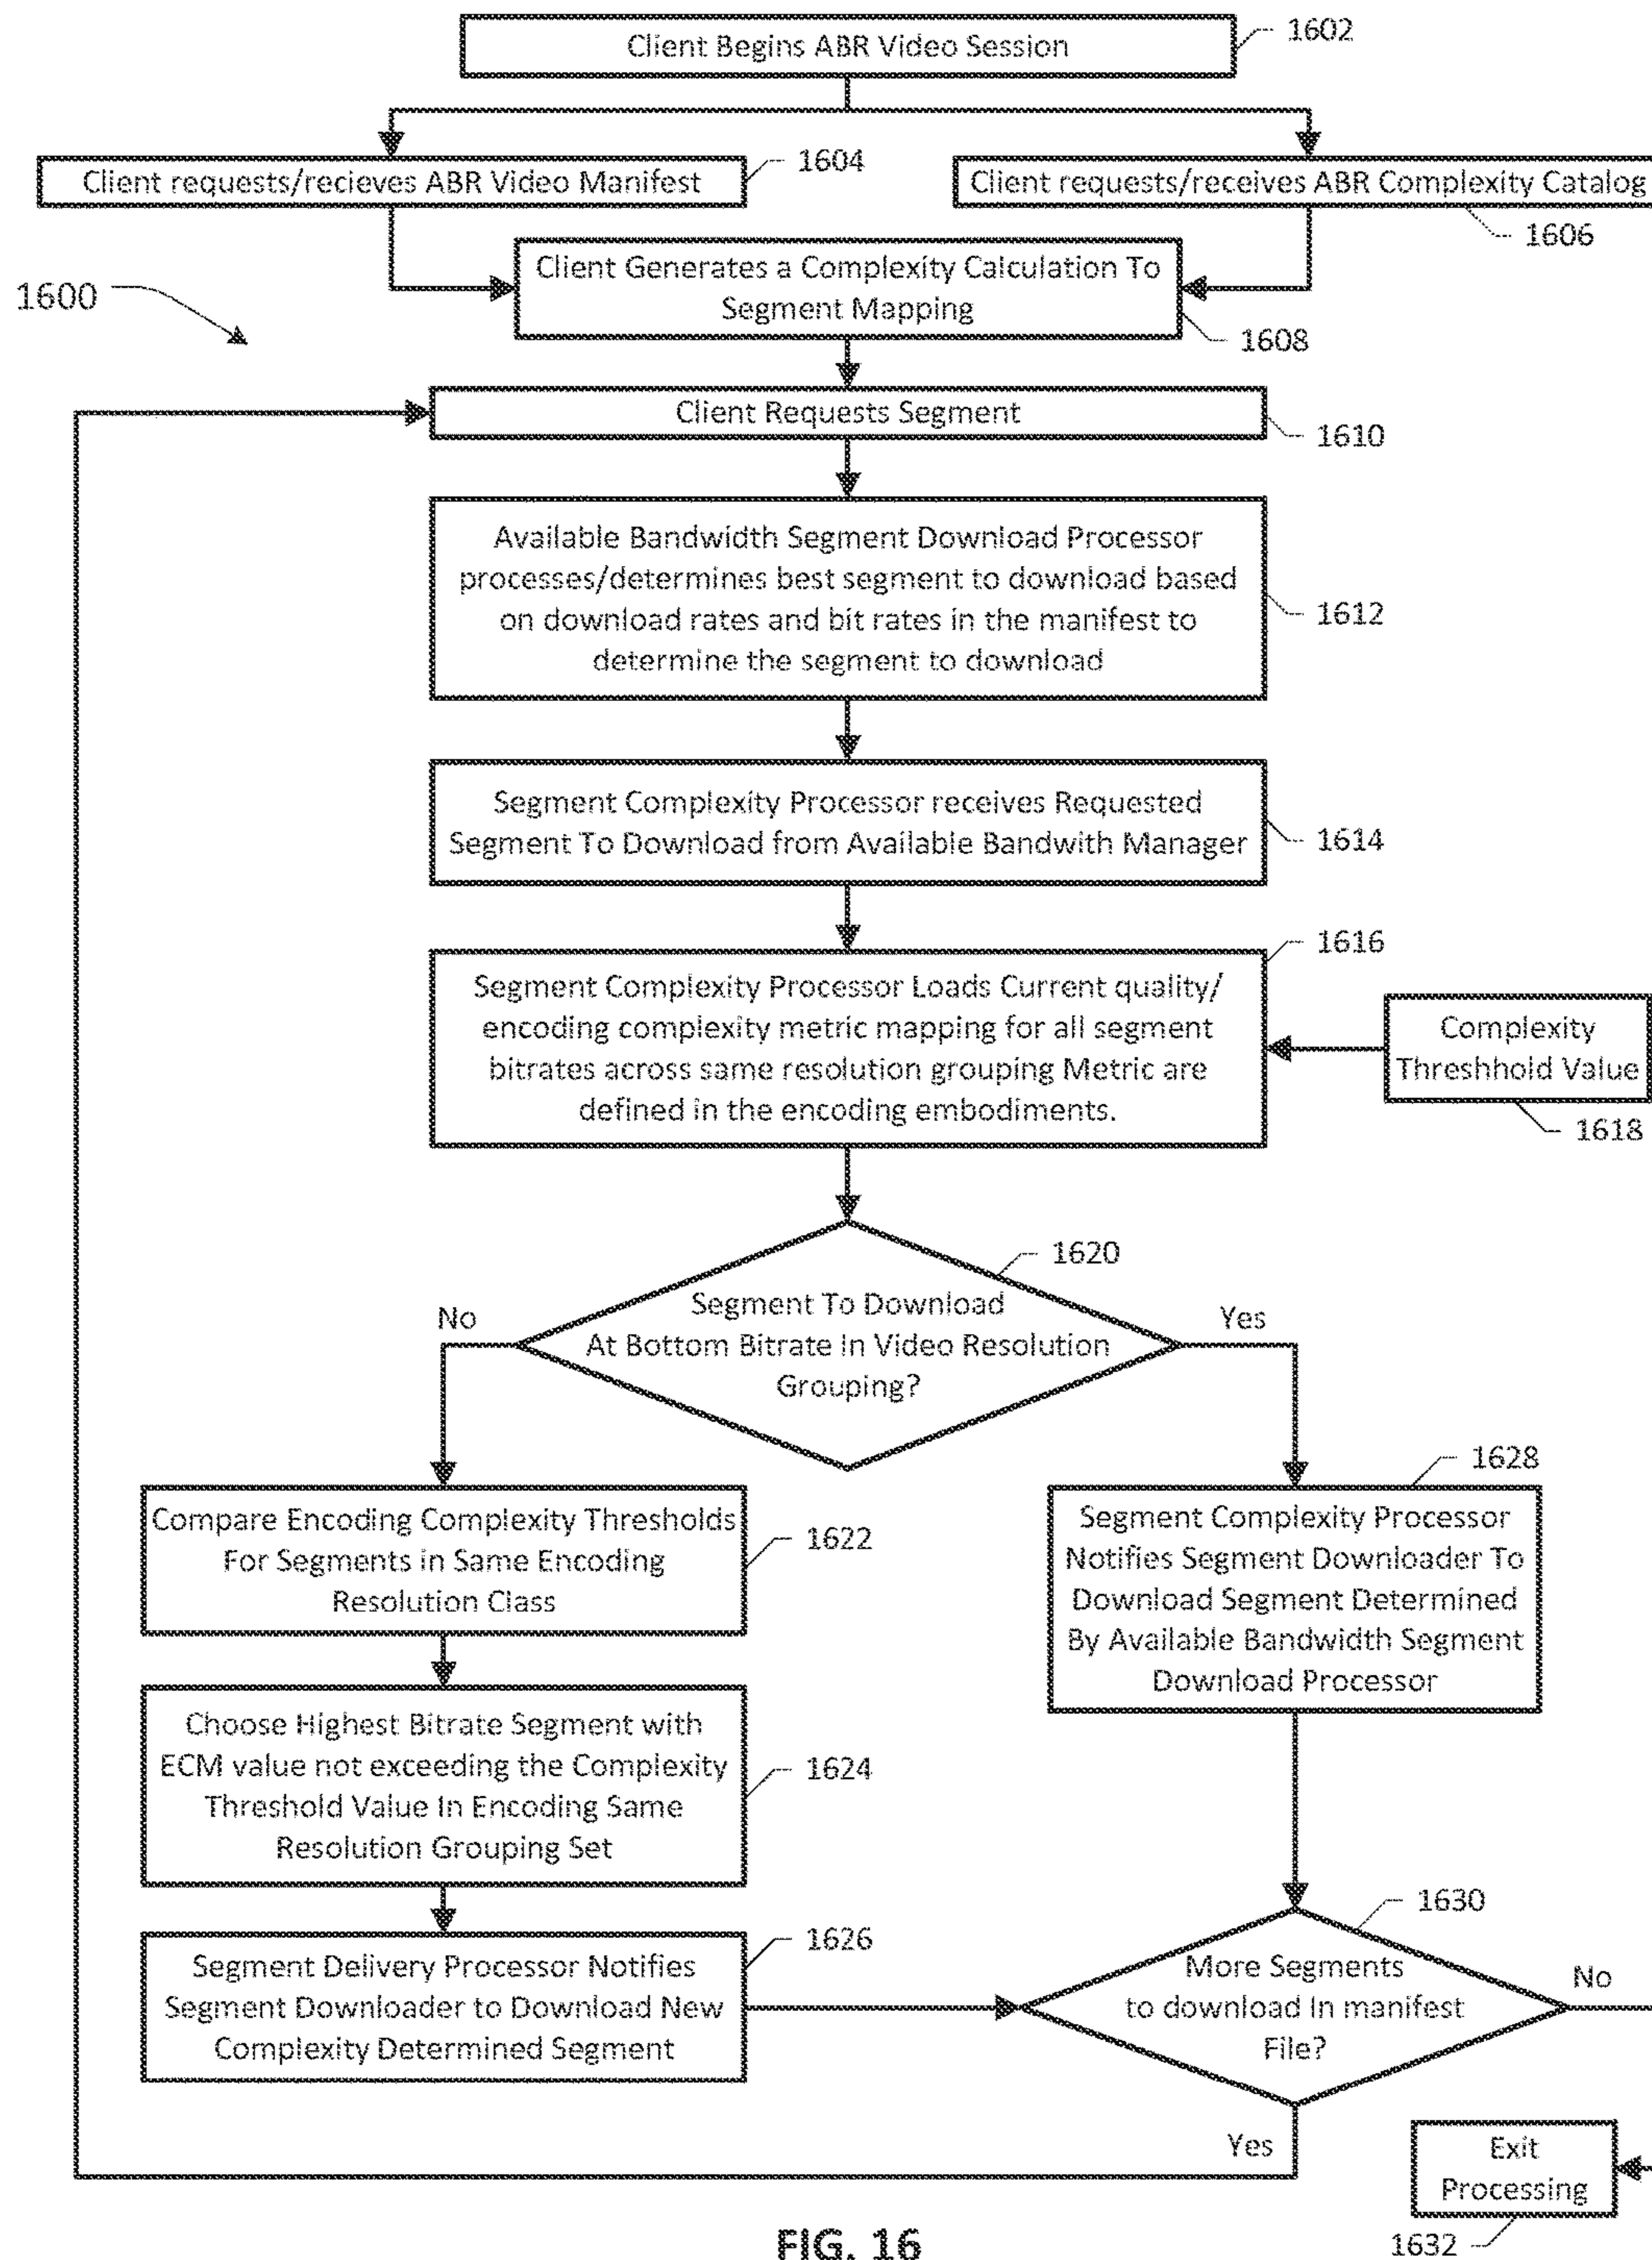 Client Begins ABR Video Session
1602
Client requests/recieves ABR Video Manifest
1604
Client requests/receives ABR Complexity Catalog
1606
1600
Client Generates a Complexity Calculation To
Segment Mapping
1608
Client Requests Segment
1610
Available Bandwidth Segment Download Processor
processes/determines best segment to download based
on download rates and bit rates in the manifest to
determine the segment to download
1612
Segment Complexity Processor receives Requested
Segment To Download from Available Bandwith Manager
1614
1616
Segment Complexity Processor Loads Current quality/
encoding complexity metric mapping for all segment
bitrates across same resolution grouping Metric are
defined in the encoding embodiments.
Complexity
Threshhold Value
1618
1620
Segment To Download
At Bottom Bitrate In Video Resolution
Grouping?
No
Yes
Compare Encoding Complexity Thresholds
For Segments in Same Encoding
Resolution Class
1622
1628
Segment Complexity Processor
Notifies Segment Downloader To
Download Segment Determined
By Available Bandwidth Segment
Download Processor
Choose Highest Bitrate Segment with
ECM value not exceeding the Complexity
Threshold Value In Encoding Same
Resolution Grouping Set
1624
Segment Delivery Processor Notifies
Segment Downloader to Download New
Complexity Determined Segment
1626
1630
More Segments
to download In manifest
File?
No
Yes
Exit
Processing
1632
FIG. 16